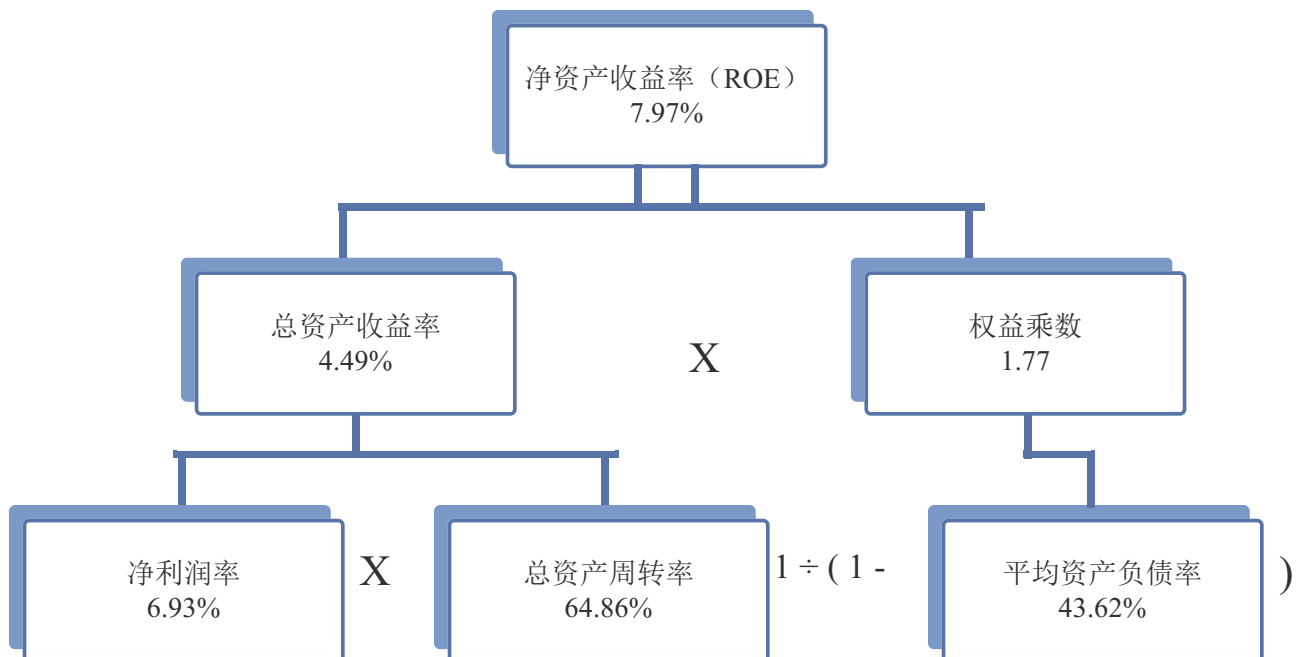 净资产收益率（ROE）
7.97%
总资产收益率
4.49%
X
权益乘数
1.77
净利润率
6.93%
X
总资产周转率
64.86%
1 ÷ ( 1 -
平均资产负债率
43.62%
)